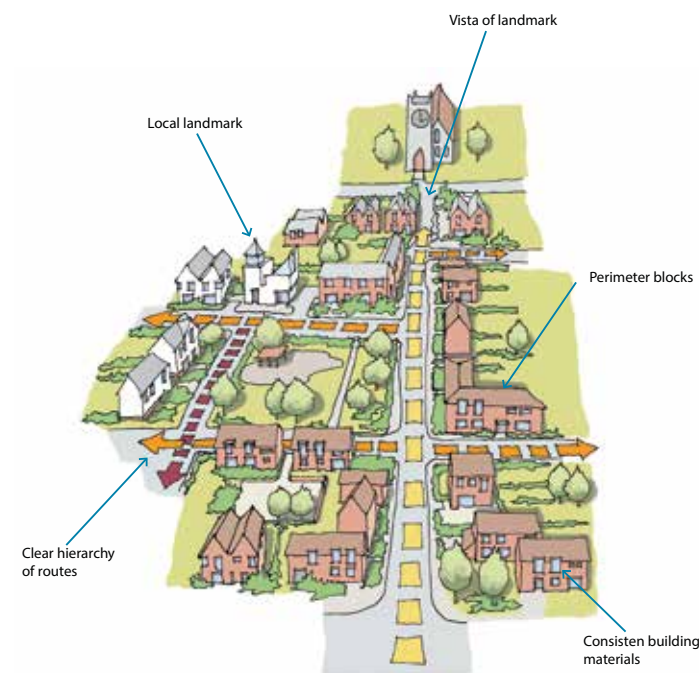 Vista of landmark
Local landmark
Perimeter blocks
Clear hierarchy
of routes
Consisten building
materials